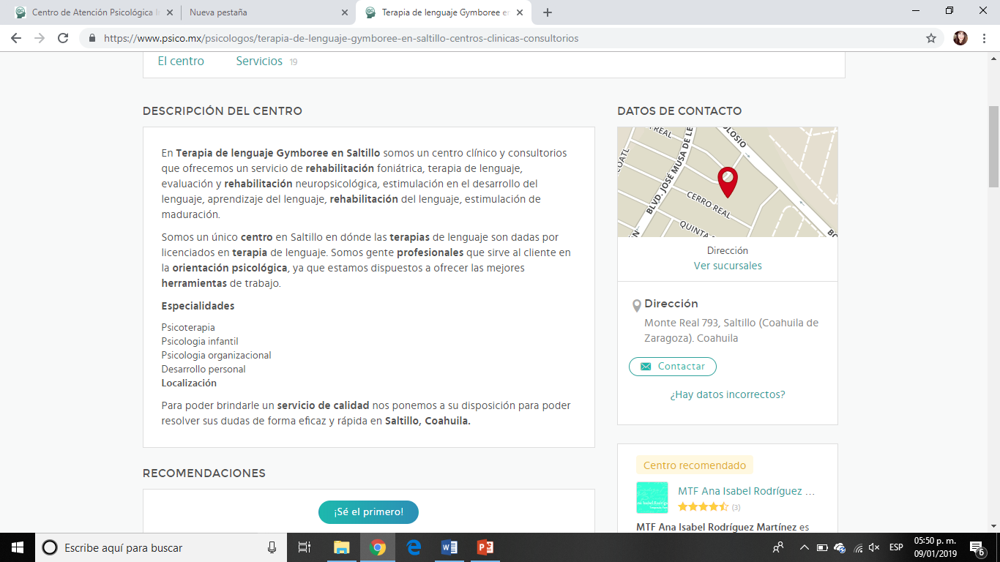 Centro de Atención Psicológica I
Nueva pestaña
Terapia de lenguaje Gymboree en
https://www.psico.mx/psicologos/terapia-de-lenguaje-gymboree-en-saltillo-centros-clinicas-consultorios
El centro Servicios 19
DESCRIPCIÓN DEL CENTRO
En Terapia de lenguaje Gymboree en Saltillo somos un centro clínico y consultorios
que ofrecemos un servicio de rehabilitación foniátrica, terapia de lenguaje,
evaluación y rehabilitación neuropsicológica, estimulación en el desarrollo del
lenguaje, aprendizaje del lenguaje, rehabilitación del lenguaje, estimulación de
maduración.
Somos un único centro en Saltillo en dónde las terapias de lenguaje son dadas por
licenciados en terapia de lenguaje. Somos gente profesionales que sirve al cliente en
la orientación psicológica, ya que estamos dispuestos a ofrecer las mejores
herramientas de trabajo.
Especialidades
Psicoterapia
Psicologia infantil
Psicologia organizacional
Desarrollo personal
Localización
Para poder brindarle un servicio de calidad nos ponemos a su disposición para poder
resolver sus dudas de forma eficaz y rápida en Saltillo, Coahuila.
RECOMENDACIONES
¡Sé el primero!
DATOS DE CONTACTO
REAL
COATL
BLVD. JOSÉ MUSA DE LE
OLOSIO
CERRO REAL
QUINTA
EN
BO
Dirección
Ver sucursales
Dirección
Monte Real 793, Saltillo (Coahuila de
Zaragoza). Coahuila
Contactar
¿Hay datos incorrectos?
Centro recomendado
MTF Ana Isabel Rodríguez ...
(3)
MTF Ana Isabel Rodríguez Martínez es
Escribe aquí para buscar
ESP
05:50 p. m.
09/01/2019
6